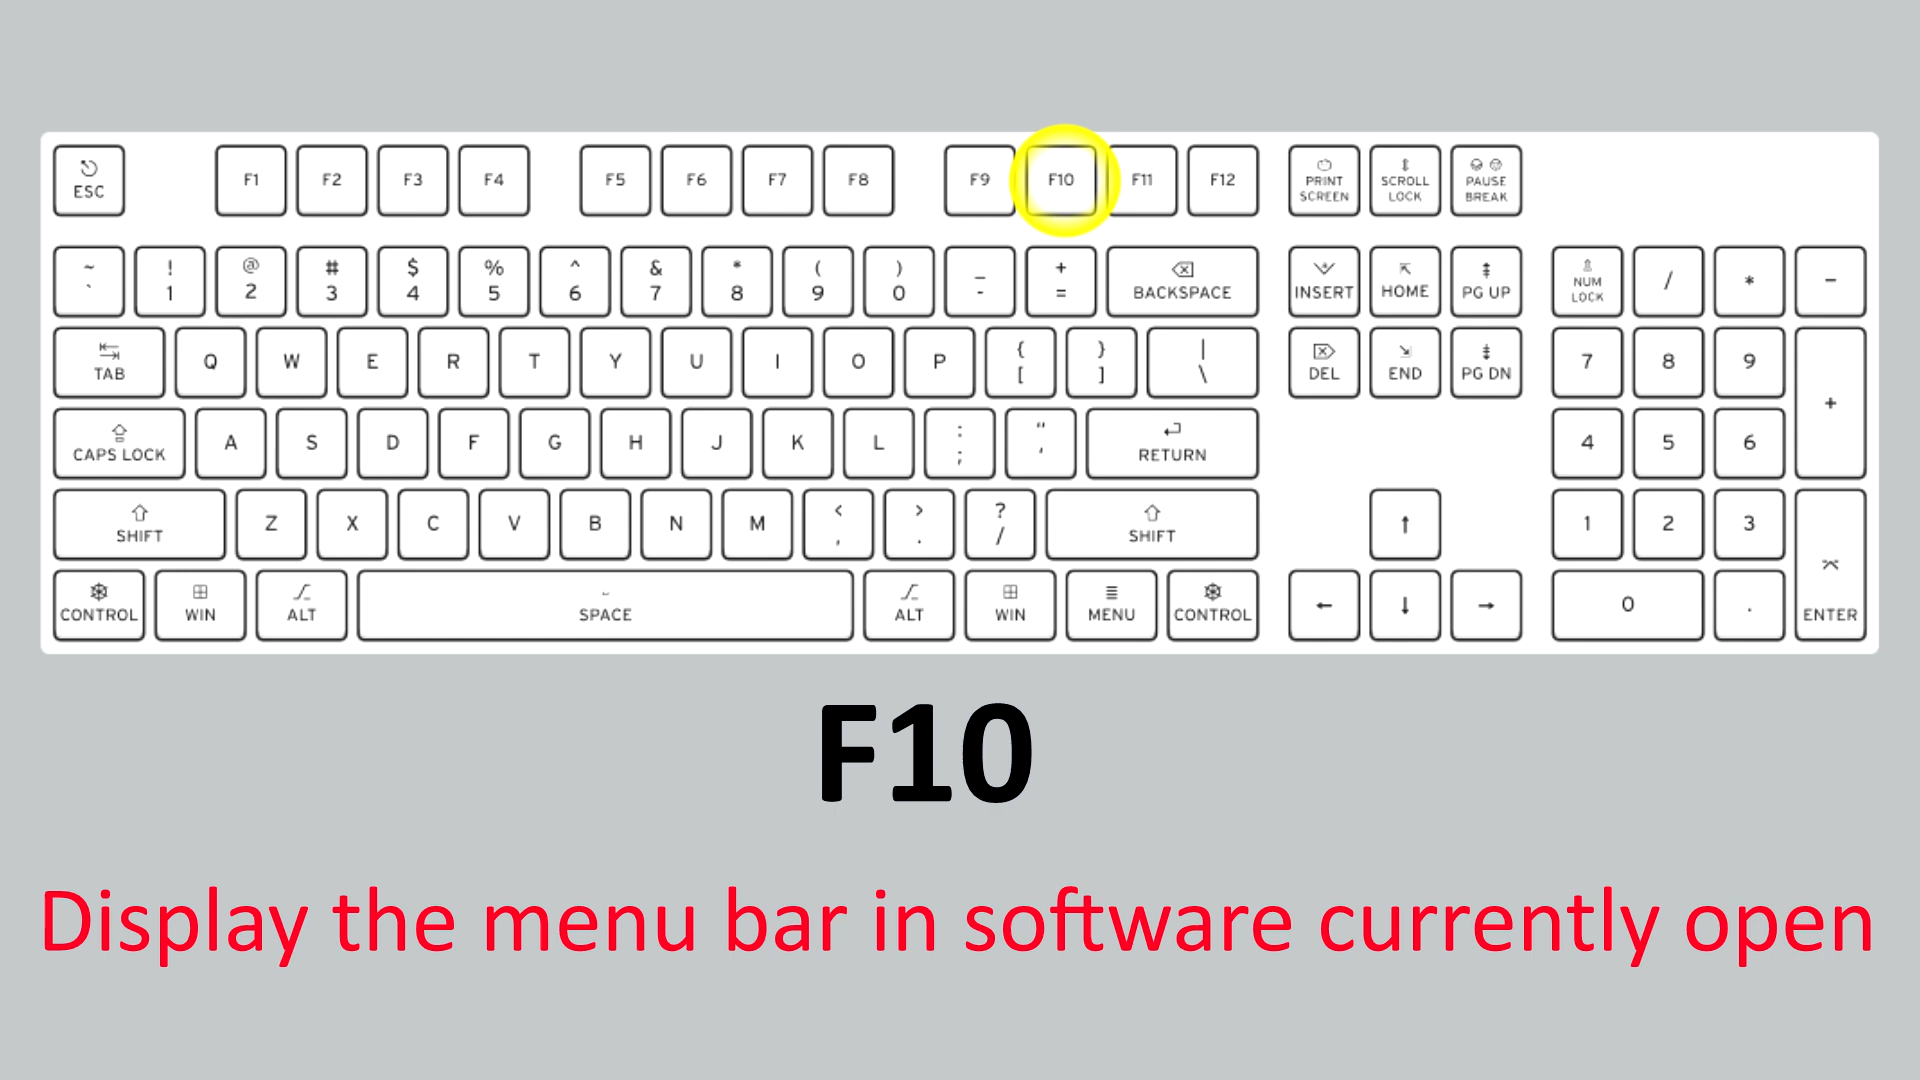 ESC F1 F2 F3 F4 F5 F6 F7 F8 F9 F10 F11 F12 PRINT SCREEN SCROLL LOCK PAUSE BREAK
~ ` ! 1 @ 2 # 3 $ 4 % 5 ^ 6 & 7 * 8 ( 9 ) 0 _ - + = BACKSPACE INSERT HOME PG UP NUM LOCK / * -
TAB Q W E R T Y U I O P { [ } ] | \ DEL END PG DN 7 8 9 +
CAPS LOCK A S D F G H J K L : ; " ' RETURN 4 5 6
SHIFT Z X C V B N M < , > . ? / SHIFT ↑ 1 2 3
CONTROL WIN ALT SPACE ALT WIN MENU CONTROL ← ↓ → 0 . ENTER
F10
Display the menu bar in software currently open